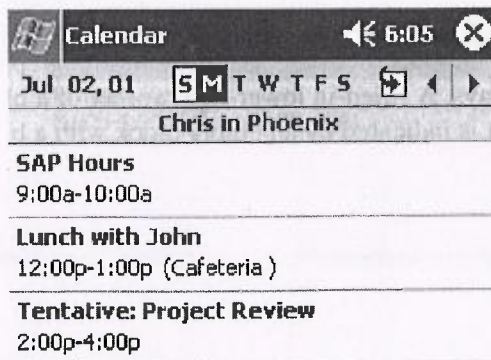 Calendar 6:05
Jul 02, 01 S M T W T F S
Chris in Phoenix
SAP Hours
9:00a-10:00a
Lunch with John
12:00p-1:00p (Cafeteria )
Tentative: Project Review
2:00p-4:00p